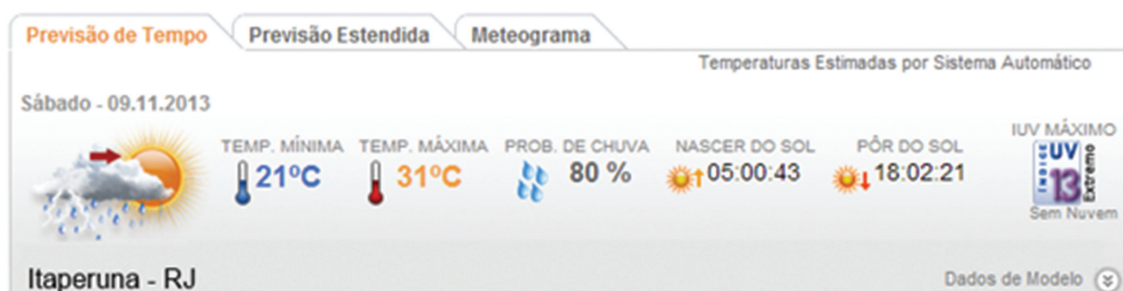 Previsão de Tempo
Previsão Estendida
Meteograma
Temperaturas Estimadas por Sistema Automático
Sábado - 09.11.2013
TEMP. MÍNIMA
21ºC
TEMP. MÁXIMA
31ºC
PROB. DE CHUVA
80 %
NASCER DO SOL
05:00:43
PÔR DO SOL
18:02:21
IUV MÁXIMO
ÍNDICE
UV
13
Extremo
Sem Nuvem
Itaperuna - RJ
Dados de Modelo